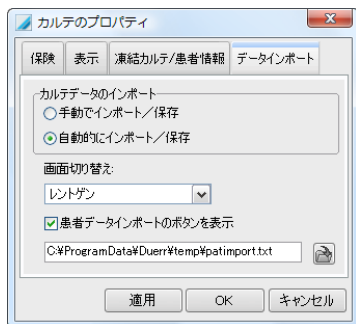 カルテのプロパティ
保険 表示 凍結カルテ/患者情報 データインポート
カルテデータのインポート
手動でインポート／保存
自動的にインポート／保存
画面切り替え:
レントゲン
患者データインポートのボタンを表示
C:¥ProgramData¥Duerr¥temp¥patimport.txt
適用 OK キャンセル